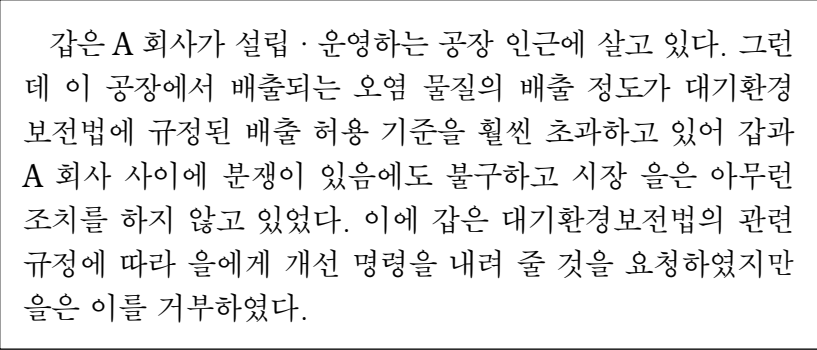 갑은 A 회사가 설립 · 운영하는 공장 인근에 살고 있다. 그런
데 이 공장에서 배출되는 오염 물질의 배출 정도가 대기환경
보전법에 규정된 배출 허용 기준을 훨씬 초과하고 있어 갑과
A 회사 사이에 분쟁이 있음에도 불구하고 시장 을은 아무런
조치를 하지 않고 있었다. 이에 갑은 대기환경보전법의 관련
규정에 따라 을에게 개선 명령을 내려 줄 것을 요청하였지만
을은 이를 거부하였다.